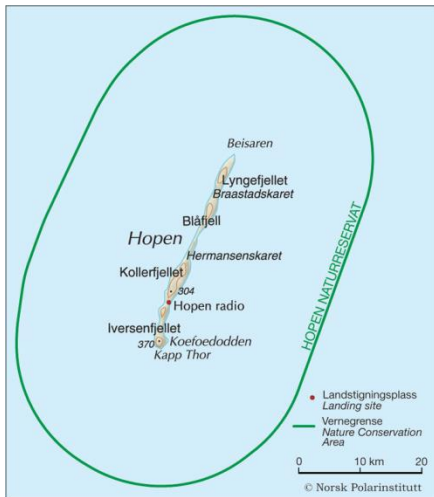 Beisaren
Lyngefjellet
Braastadskaret
Blåfjell
Hopen
Hermansenskaret
Kollerfjellet
304
Hopen radio
Iversenfjellet
370
Koefoedodden
Kapp Thor
HOPEN NATURRESERVAT
Landstigningsplass
Landing site
Vernegrense
Nature Conservation
Area
0 10 km 20
© Norsk Polarinstitutt